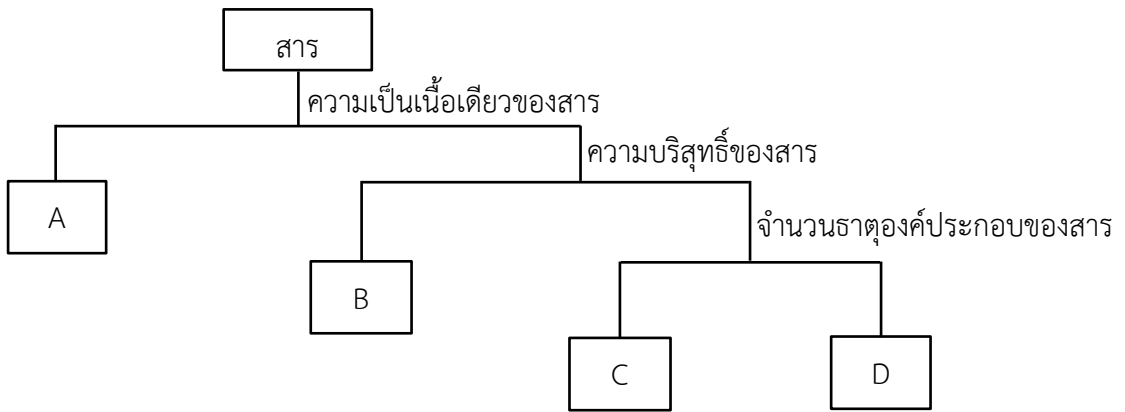 สาร
ความเป็นเนื้อเดียวของสาร
ความบริสุทธิ์ของสาร
A
จำนวนธาตุองค์ประกอบของสาร
B
C
D